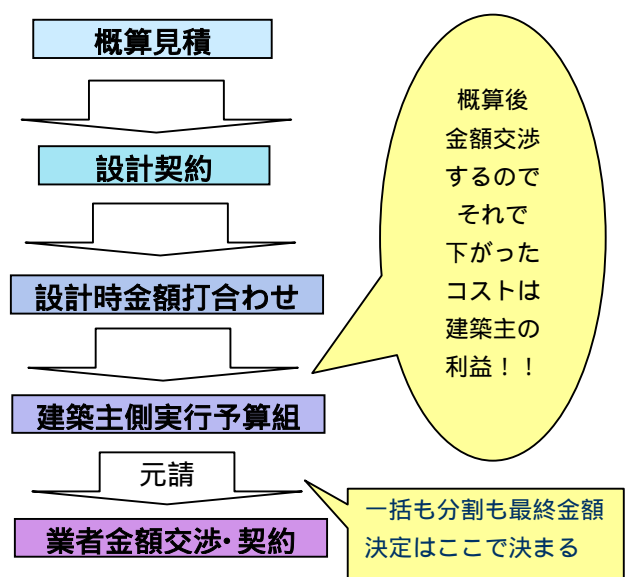 概算見積
設計契約
設計時金額打合わせ
建築主側実行予算組
元請
業者金額交渉・契約
概算後
金額交渉
するので
それで
下がった
コストは
建築主の
利益！！
一括も分割も最終金額
決定はここで決まる